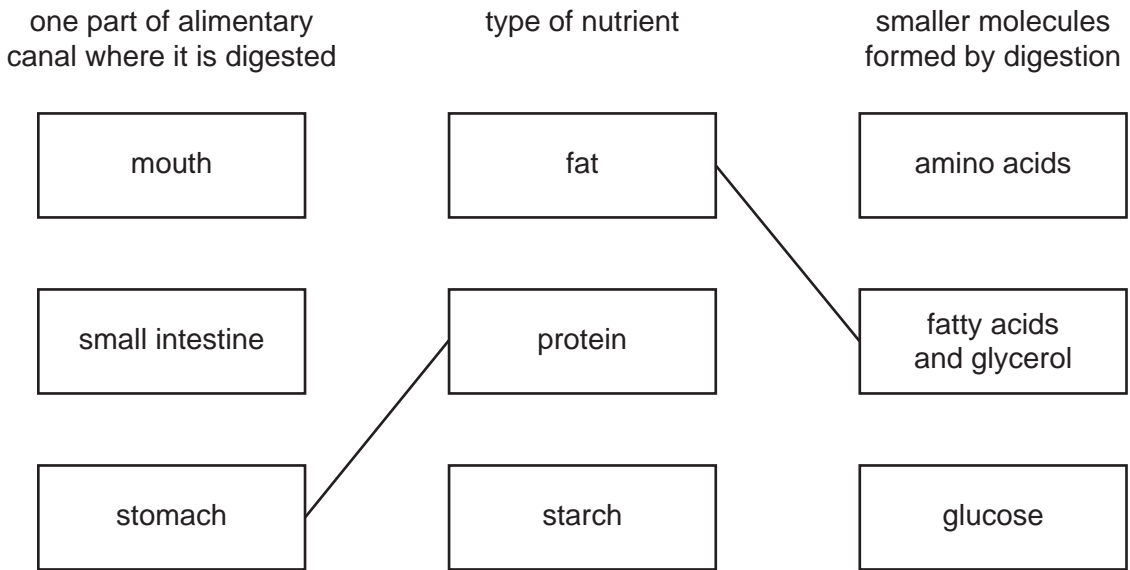 one part of alimentary
canal where it is digested
type of nutrient
smaller molecules
formed by digestion
mouth
fat
amino acids
small intestine
protein
fatty acids
and glycerol
stomach
starch
glucose